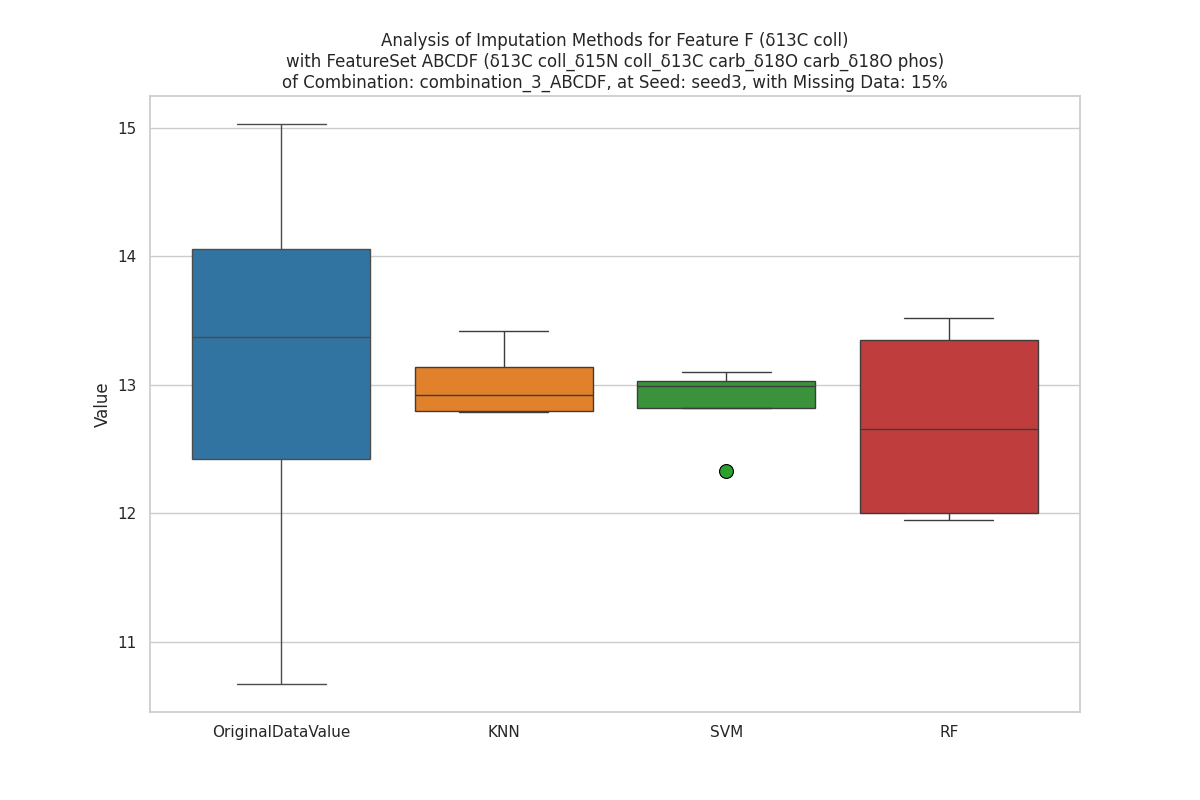 Analysis of Imputation Methods for Feature F (δ13C coll)
with FeatureSet ABCDF (δ13C coll_δ15N coll_δ13C carb_δ18O carb_δ18O phos)
of Combination: combination_3_ABCDF, at Seed: seed3, with Missing Data: 15%
15
14
13
12
11
Value
OriginalDataValue
KNN
SVM
RF